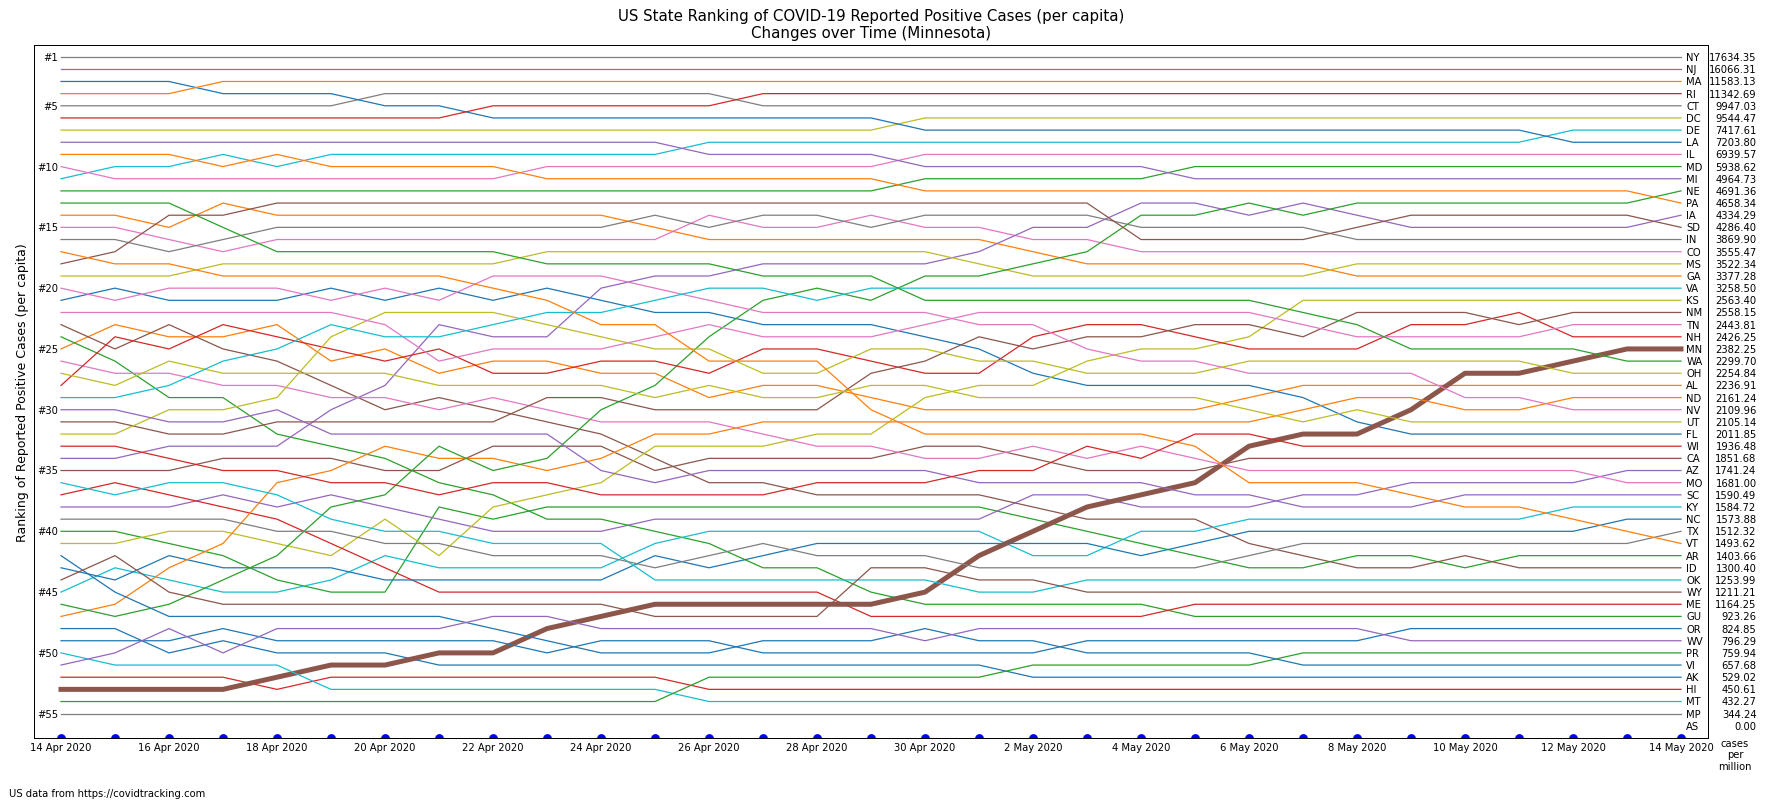 US State Ranking of COVID-19 Reported Positive Cases (per capita)
Changes over Time (Minnesota)
Ranking of Reported Positive Cases (per capita)
#1
#5
#10
#15
#20
#25
#30
#35
#40
#45
#50
#55
NY 17634.35
NJ 16066.31
MA 11583.13
RI 11342.69
CT 9947.03
DC 9544.47
DE 7417.61
LA 7203.80
IL 6939.57
MD 5938.62
MI 4964.73
NE 4691.36
PA 4658.34
IA 4334.29
SD 4286.40
IN 3869.90
CO 3555.47
MS 3522.34
GA 3377.28
VA 3258.50
KS 2563.40
NM 2558.15
TN 2443.81
NH 2426.25
MN 2382.25
WA 2299.70
OH 2254.84
AL 2236.91
ND 2161.24
NV 2109.96
UT 2105.14
FL 2011.85
WI 1936.48
CA 1851.68
AZ 1741.24
MO 1681.00
SC 1590.49
KY 1584.72
NC 1573.88
TX 1512.32
VT 1493.62
AR 1403.66
ID 1300.40
OK 1253.99
WY 1211.21
ME 1164.25
GU 923.26
OR 824.85
WV 796.29
PR 759.94
VI 657.68
AK 529.02
HI 450.61
MT 432.27
MP 344.24
AS 0.00
14 Apr 2020 16 Apr 2020 18 Apr 2020 20 Apr 2020 22 Apr 2020 24 Apr 2020 26 Apr 2020 28 Apr 2020 30 Apr 2020 2 May 2020 4 May 2020 6 May 2020 8 May 2020 10 May 2020 12 May 2020 14 May 2020
cases
per
million
US data from https://covidtracking.com